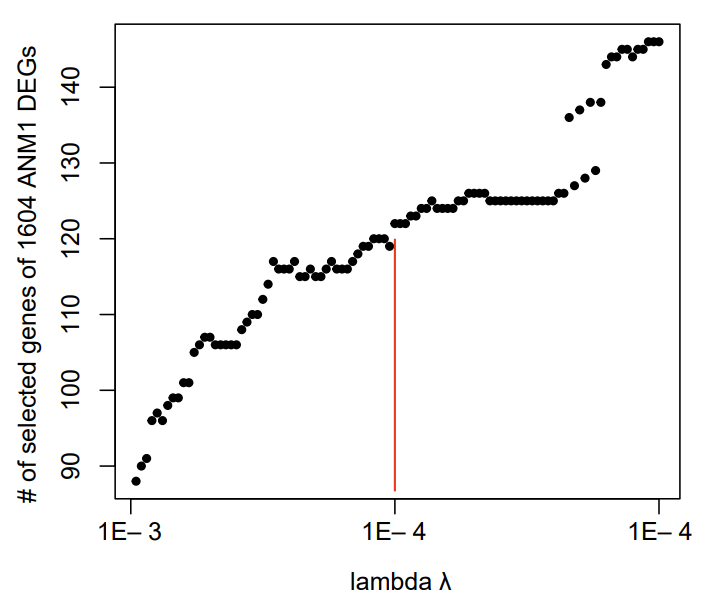 # of selected genes of 1604 ANM1 DEGs
140
130
120
110
100
90
1E– 3 1E– 4 1E– 4
lambda λ